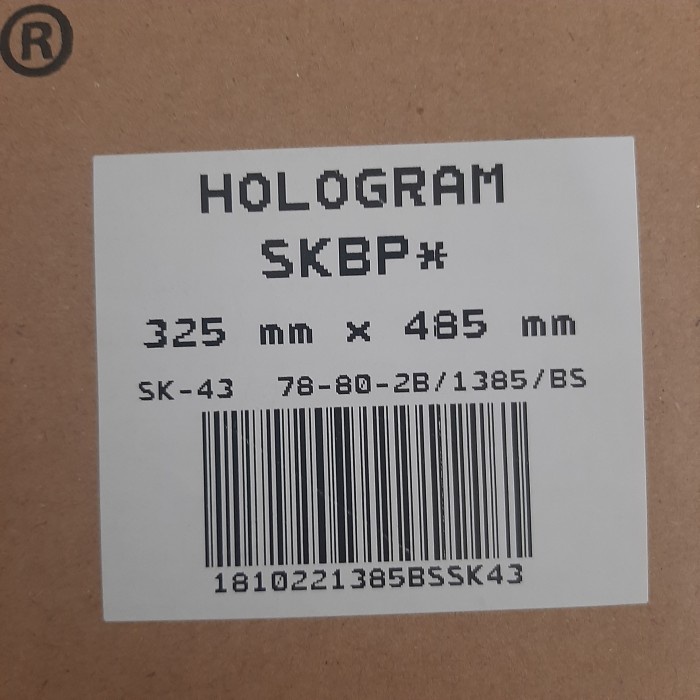 ®
HOLOGRAM
SKBP*
325 mm x 485 mm
SK-43 78-80-2B/1385/BS
1810221385BSSK43